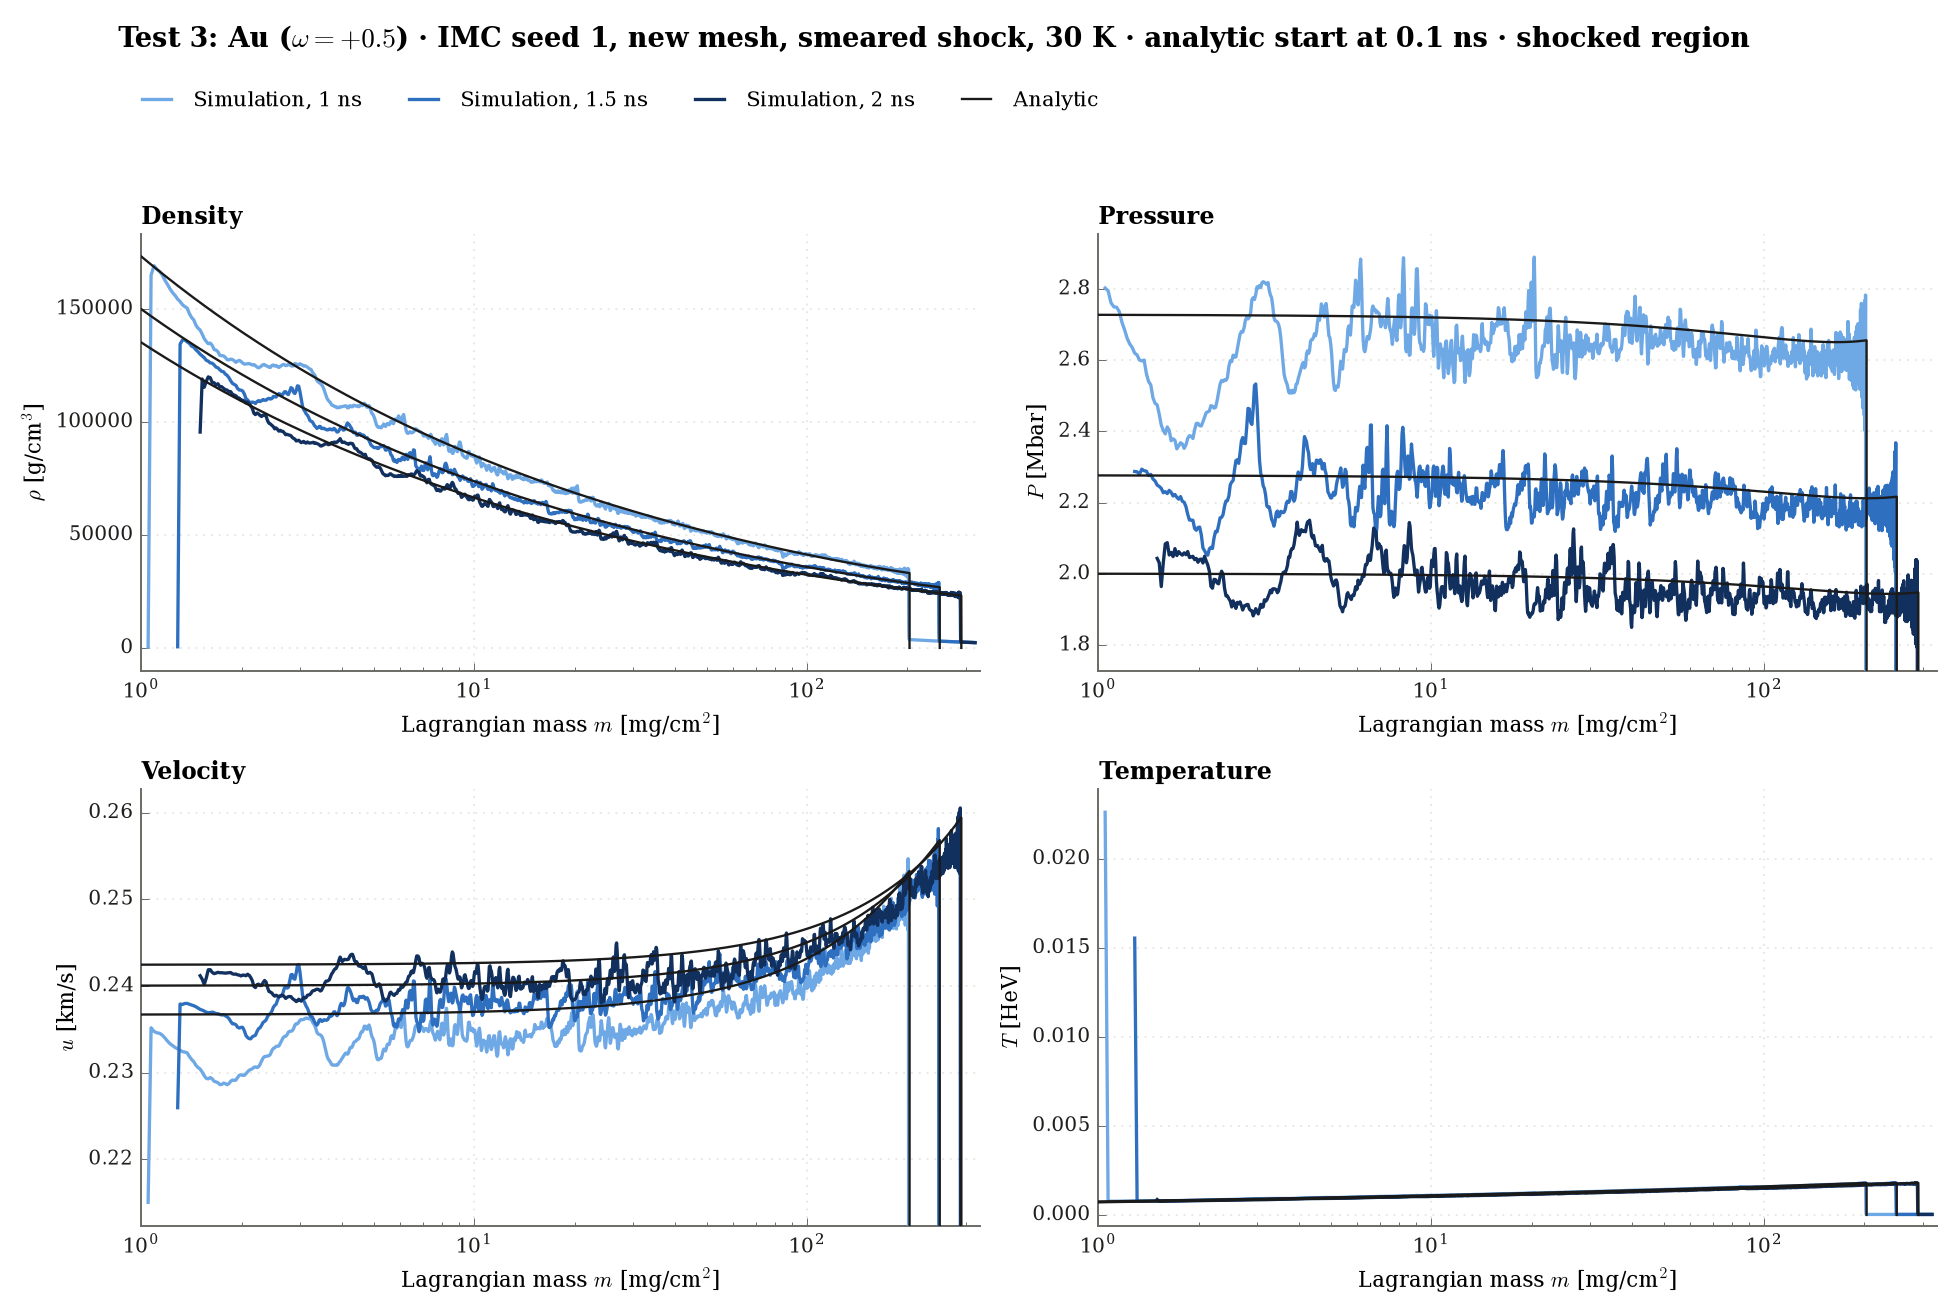 Test 3: Au (ω = +0.5) · IMC seed 1, new mesh, smeared shock, 30 K · analytic start at 0.1 ns · shocked region
Simulation, 1 ns
Simulation, 1.5 ns
Simulation, 2 ns
Analytic
Density
ρ [g/cm³]
150000
100000
50000
0
10⁰
10¹
10²
Lagrangian mass m [mg/cm²]
Pressure
P [Mbar]
2.8
2.6
2.4
2.2
2.0
1.8
10⁰
10¹
10²
Lagrangian mass m [mg/cm²]
Velocity
u [km/s]
0.26
0.25
0.24
0.23
0.22
10⁰
10¹
10²
Lagrangian mass m [mg/cm²]
Temperature
T [HeV]
0.020
0.015
0.010
0.005
0.000
10⁰
10¹
10²
Lagrangian mass m [mg/cm²]